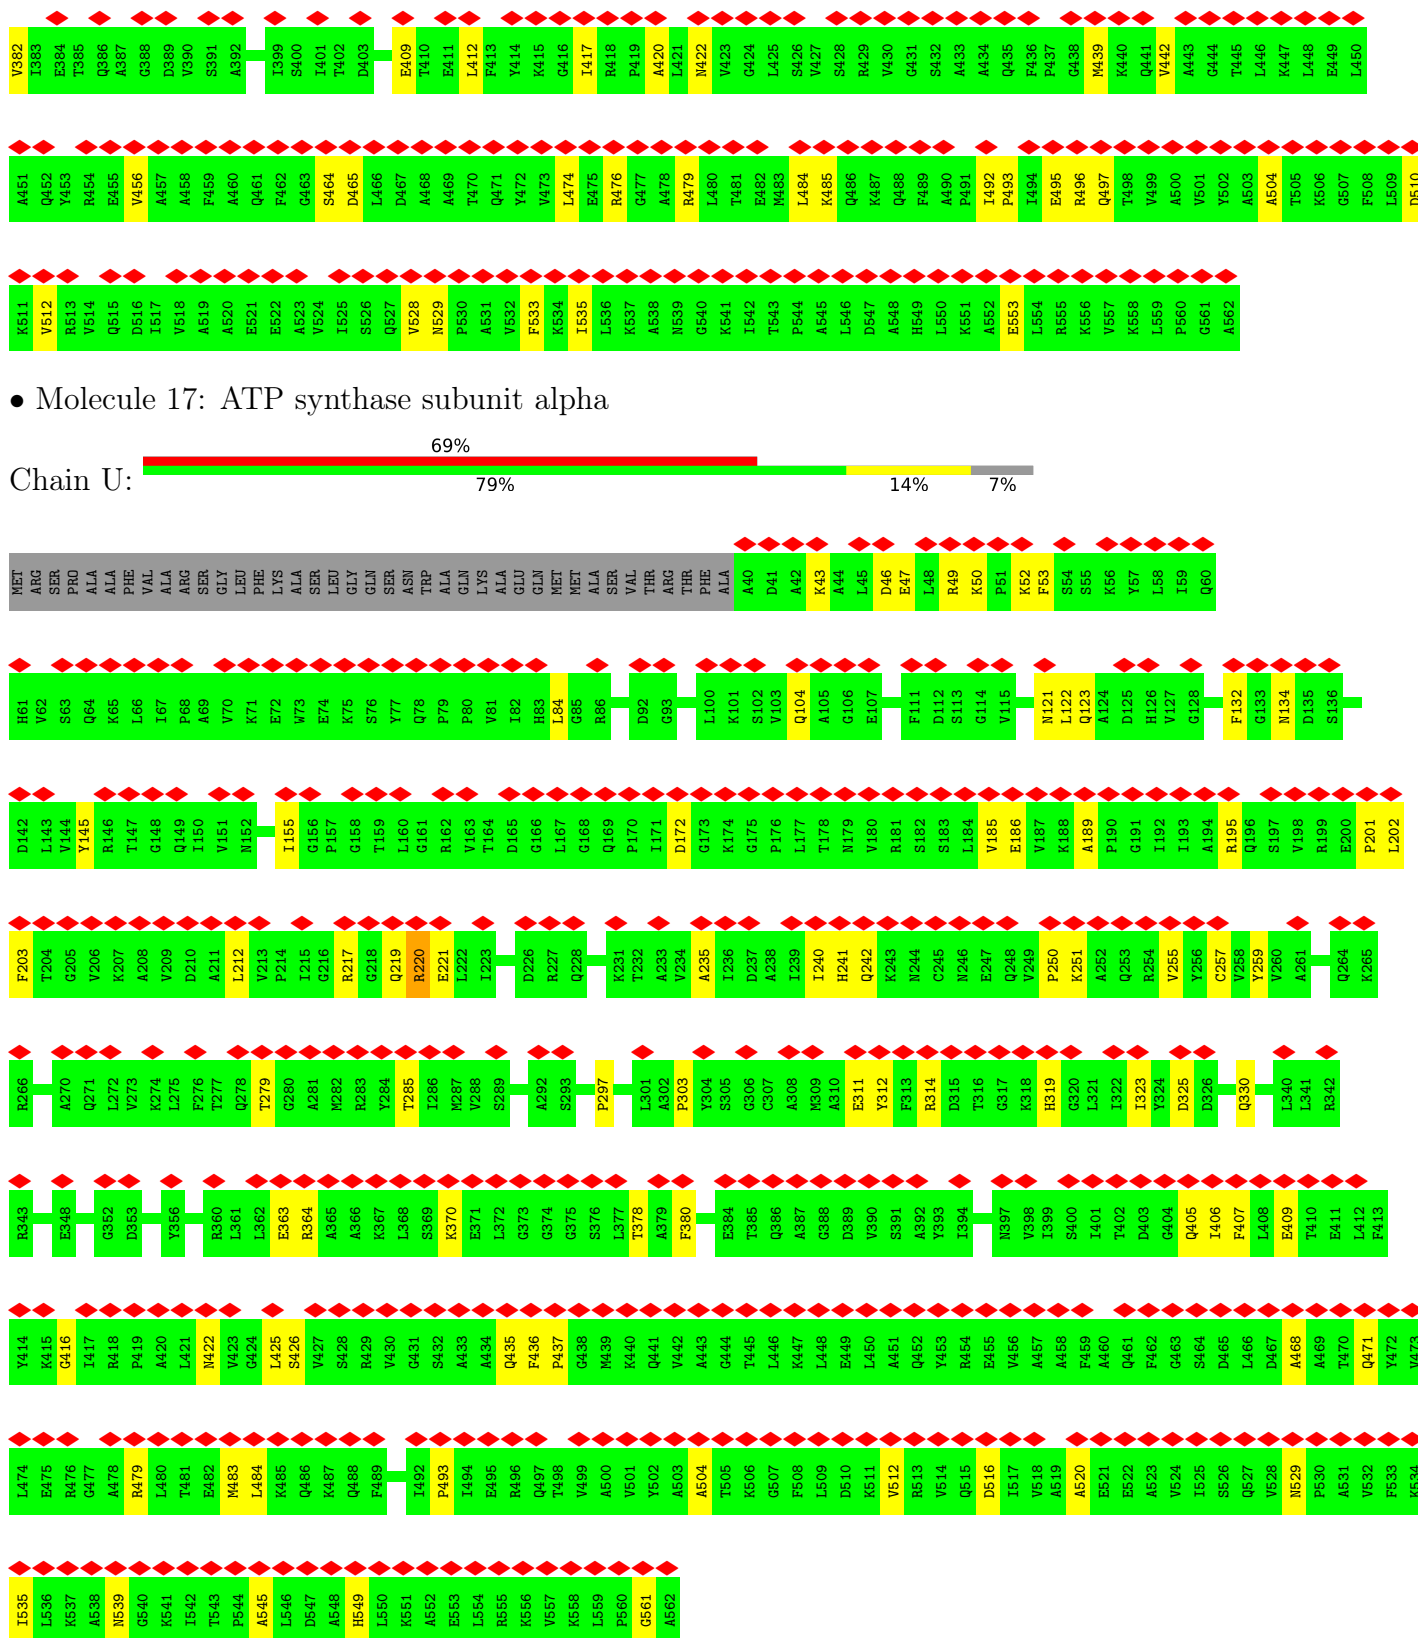 V382 I383 E384 T385 Q386 A387 G388 D389 V390 S391 A392 I399 S400 I401 T402 D403 E409 T410 E411 L412 F413 Y414 K415 G416 I417 R418 P419 A420 L421 N422 V423 G424 L425 S426 V427 S428 R429 V430 G431 S432 A433 A434 Q435 F436 P437 G438 M439 K440 Q441 V442 A443 G444 T445 L446 K447 L448 E449 L450
A451 Q452 Y453 R454 E455 V456 A457 A458 F459 A460 Q461 F462 G463 S464 D465 L466 D467 A468 A469 T470 Q471 Y472 V473 L474 E475 R476 G477 A478 R479 L480 T481 E482 M483 L484 K485 Q486 K487 Q488 F489 A490 P491 I492 P493 I494 E495 R496 Q497 T498 V499 A500 V501 Y502 A503 A504 T505 K506 G507 F508 L509 D510
K511 V512 R513 V514 Q515 D516 I517 V518 A519 A520 E521 E522 A523 V524 I525 S526 Q527 V528 N529 P530 A531 V532 F533 K534 I535 L536 K537 A538 N539 G540 K541 I542 T543 P544 A545 L546 D547 A548 H549 L550 K551 A552 E553 L554 R555 K556 V557 K558 L559 P560 G561 A562
• Molecule 17: ATP synthase subunit alpha
69%
Chain U:
79% 14% 7%
MET ARG SER PRO ALA ALA PHE VAL ALA ARG SER GLY LEU PHE LYS ALA SER LEU GLY GLN SER ASN TRP ALA GLN LYS ALA GLU GLN MET MET ALA SER VAL THR ARG THR PHE ALA A40 D41 A42 K43 A44 L45 D46 E47 L48 R49 K50 P51 K52 F53 S54 S55 K56 Y57 L58 I59 Q60
H61 V62 S63 Q64 K65 L66 I67 P68 A69 V70 K71 E72 W73 E74 K75 S76 Y77 Q78 P79 P80 V81 I82 H83 L84 G85 R86 D92 G93 L100 K101 S102 V103 Q104 A105 G106 E107 F111 D112 S113 G114 V115 N121 L122 Q123 A124 D125 H126 V127 G128 F132 G133 N134 D135 S136
D142 L143 V144 Y145 R146 T147 G148 Q149 I150 V151 N152 I155 G156 P157 G158 T159 L160 G161 R162 V163 T164 D165 G166 L167 G168 Q169 P170 I171 D172 G173 K174 G175 P176 L177 T178 N179 V180 R181 S182 S183 L184 V185 E186 V187 K188 A189 P190 G191 I192 I193 A194 R195 Q196 S197 V198 R199 E200 P201 L202
F203 T204 G205 V206 K207 A208 V209 D210 A211 L212 V213 P214 I215 G216 R217 G218 Q219 R220 E221 L222 I223 D226 R227 Q228 K231 T232 A233 V234 A235 I236 D237 A238 I239 I240 H241 Q242 K243 N244 C245 N246 E247 Q248 V249 P250 K251 A252 Q253 R254 V255 Y256 C257 V258 Y259 V260 A261 Q264 K265
R266 A270 Q271 L272 V273 K274 L275 F276 T277 Q278 T279 G280 A281 M282 R283 Y284 T285 I286 M287 V288 S289 A292 S293 P297 L301 A302 P303 Y304 S305 G306 C307 A308 M309 A310 E311 Y312 F313 R314 D315 T316 G317 K318 H319 G320 L321 I322 I323 Y324 D325 D326 Q330 L340 L341 R342
R343 E348 G352 D353 Y356 R360 L361 L362 E363 R364 A365 A366 K367 L368 S369 K370 E371 L372 G373 G374 G375 S376 L377 T378 A379 F380 E384 T385 Q386 A387 G388 D389 V390 S391 A392 Y393 I394 N397 V398 I399 S400 I401 T402 D403 G404 Q405 I406 F407 L408 E409 T410 E411 L412 F413
Y414 K415 G416 I417 R418 P419 A420 L421 N422 V423 G424 L425 S426 V427 S428 R429 V430 G431 S432 A433 A434 Q435 F436 P437 G438 M439 K440 Q441 V442 A443 G444 T445 L446 K447 L448 E449 L450 A451 Q452 Y453 R454 E455 V456 A457 A458 F459 A460 Q461 F462 G463 S464 D465 L466 D467 A468 A469 T470 Q471 Y472 V473
L474 E475 R476 G477 A478 R479 L480 T481 E482 M483 L484 K485 Q486 K487 Q488 F489 I492 P493 I494 E495 R496 Q497 T498 V499 A500 V501 Y502 A503 A504 T505 K506 G507 F508 L509 D510 K511 V512 R513 V514 Q515 D516 I517 V518 A519 A520 E521 E522 A523 V524 I525 S526 Q527 V528 N529 P530 A531 V532 F533 K534
I535 L536 K537 A538 N539 G540 K541 I542 T543 P544 A545 L546 D547 A548 H549 L550 K551 A552 E553 L554 R555 K556 V557 K558 L559 P560 G561 A562